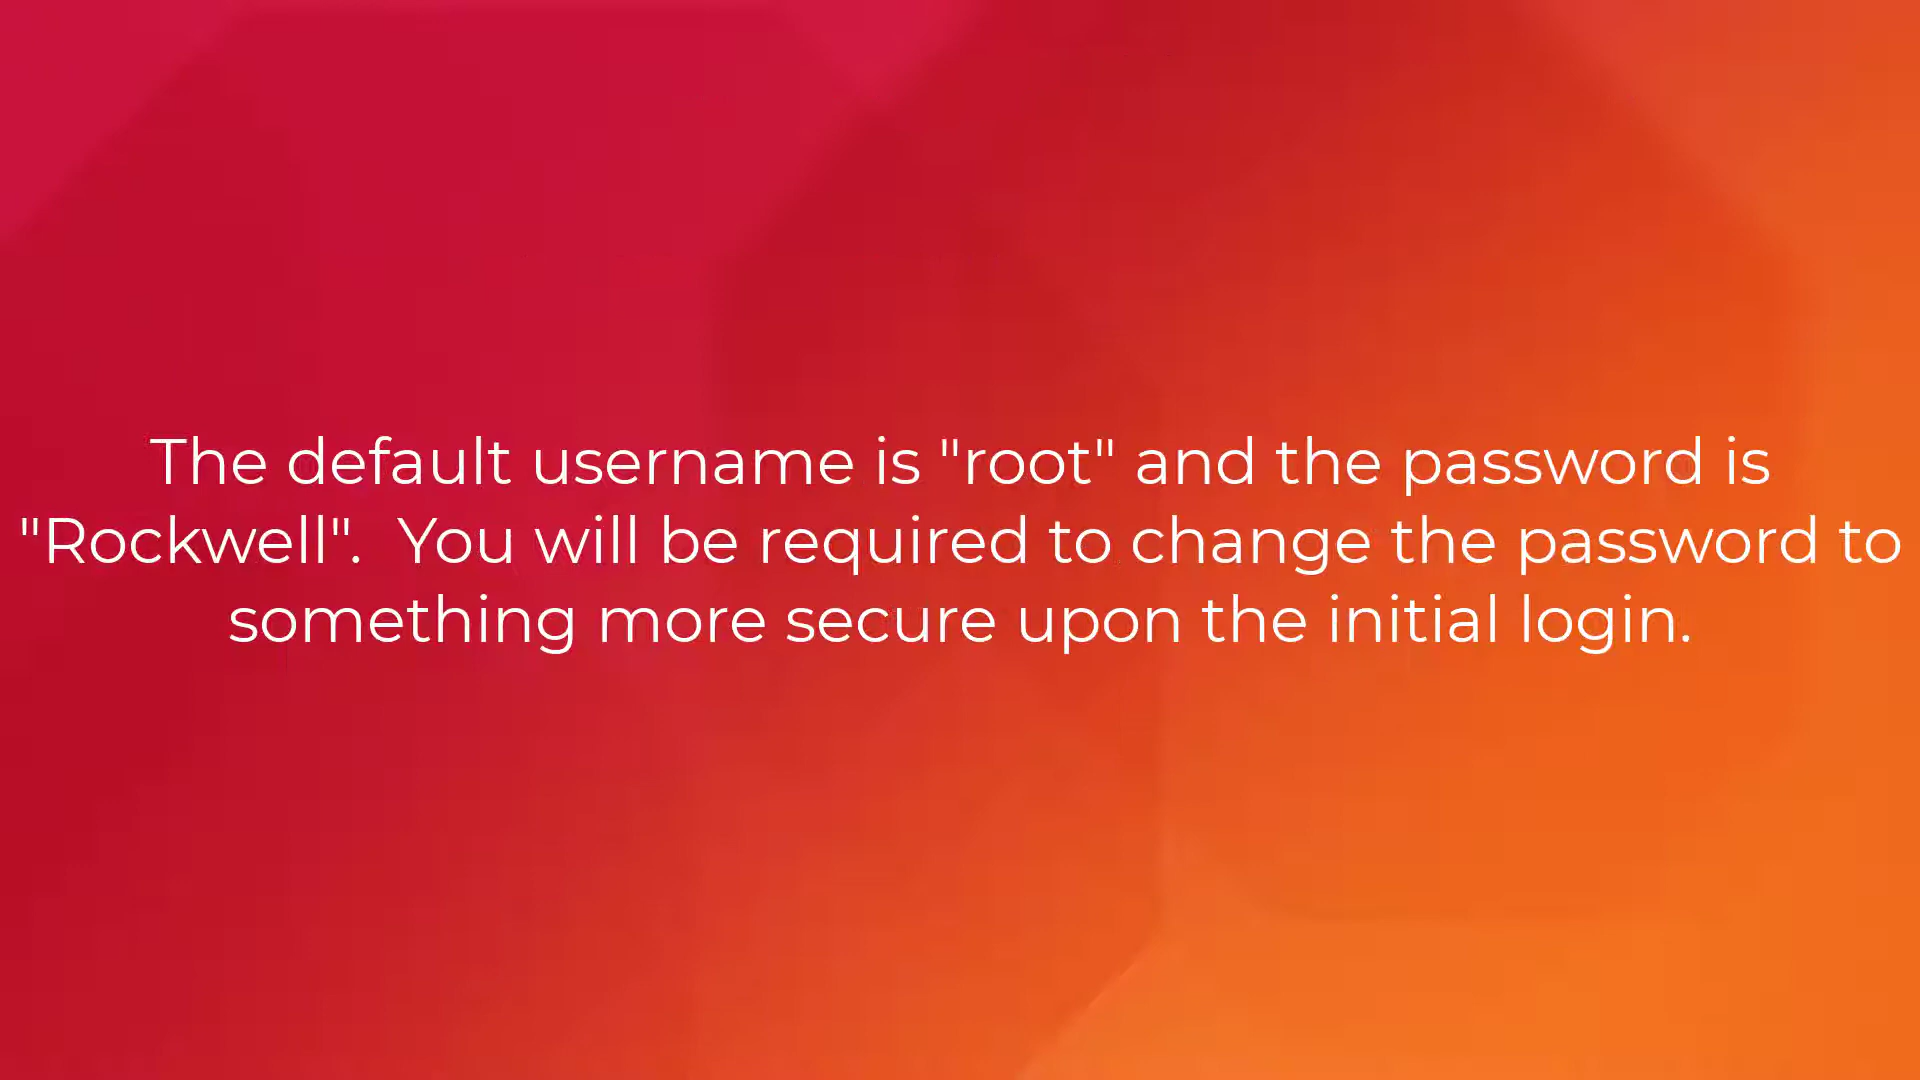 The default username is "root" and the password is
"Rockwell".  You will be required to change the password to
something more secure upon the initial login.